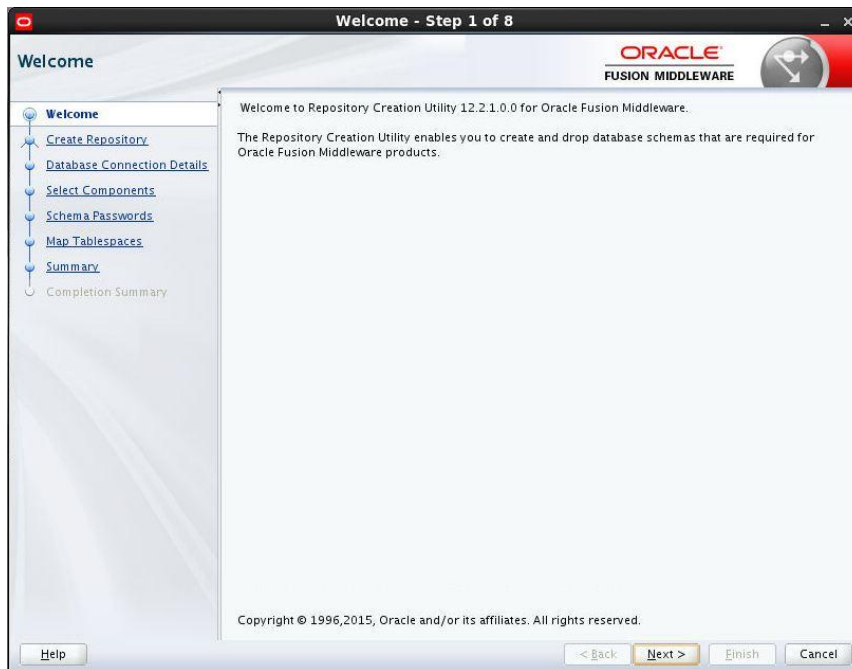 Welcome - Step 1 of 8
Welcome
ORACLE
FUSION MIDDLEWARE
Welcome
Create Repository
Database Connection Details
Select Components
Schema Passwords
Map Tablespaces
Summary
Completion Summary
Welcome to Repository Creation Utility 12.2.1.0.0 for Oracle Fusion Middleware.
The Repository Creation Utility enables you to create and drop database schemas that are required for
Oracle Fusion Middleware products.
Copyright © 1996,2015, Oracle and/or its affiliates. All rights reserved.
Help
< Back
Next >
Finish
Cancel